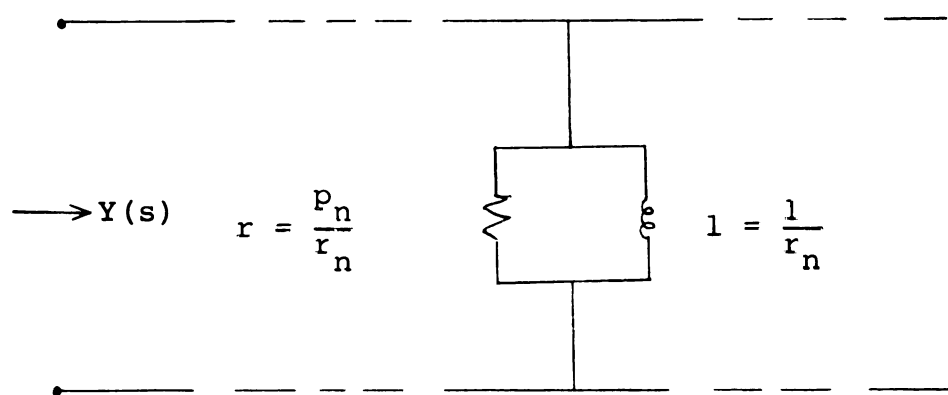 Y(s)
r = p_n / r_n
l = 1 / r_n